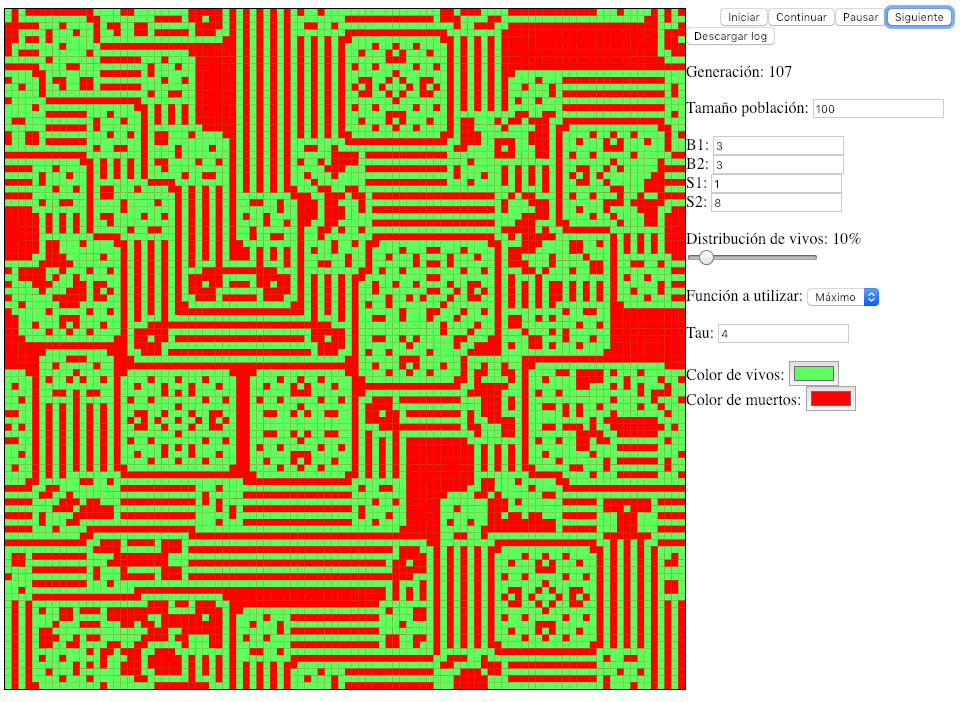 Iniciar Continuar Pausar Siguiente
Descargar log
Generación: 107
Tamaño población: 100
B1: 3
B2: 3
S1: 1
S2: 8
Distribución de vivos: 10%
Función a utilizar: Máximo
Tau: 4
Color de vivos:
Color de muertos: